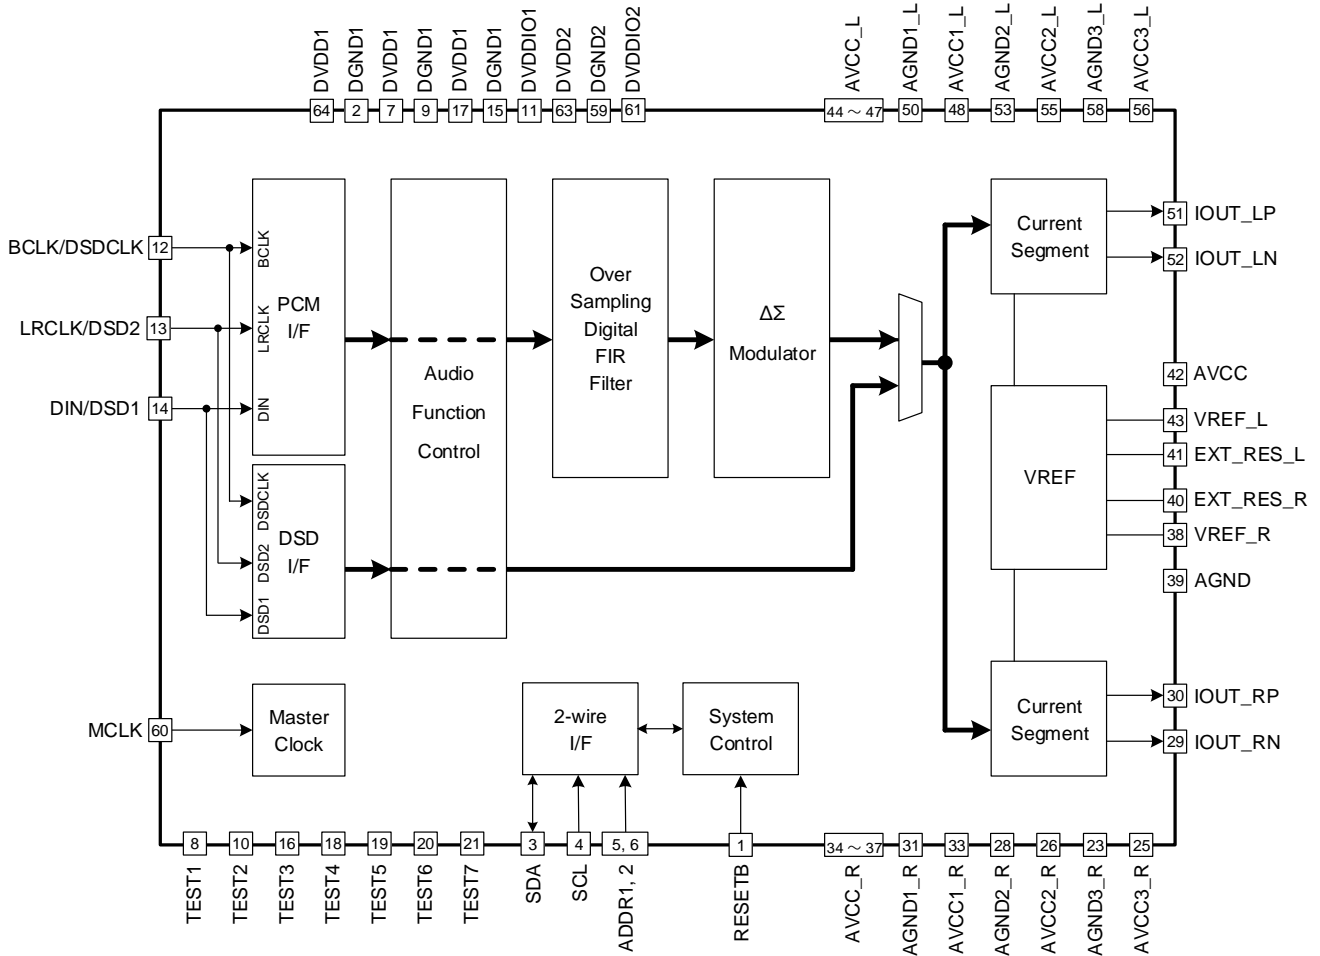 DVDD1
DGND1
DVDD1
DGND1
DVDD1
DGND1
DVDDIO1
DVDD2
DGND2
DVDDIO2
AVCC_L
AGND1_L
AVCC1_L
AGND2_L
AVCC2_L
AGND3_L
AVCC3_L
64
2
7
9
17
15
11
63
59
61
44 ～ 47
50
48
53
55
58
56
BCLK/DSDCLK
12
LRCLK/DSD2
13
DIN/DSD1
14
MCLK
60
BCLK
LRCLK
DIN
PCM
I/F
DSDCLK
DSD2
DSD1
DSD
I/F
Audio
Function
Control
Over
Sampling
Digital
FIR
Filter
ΔΣ
Modulator
Current
Segment
VREF
Current
Segment
51
IOUT_LP
52
IOUT_LN
42
AVCC
43
VREF_L
41
EXT_RES_L
40
EXT_RES_R
38
VREF_R
39
AGND
30
IOUT_RP
29
IOUT_RN
Master
Clock
2-wire
I/F
System
Control
8
10
16
18
19
20
21
3
4
5, 6
1
34 ～ 37
31
33
28
26
23
25
TEST1
TEST2
TEST3
TEST4
TEST5
TEST6
TEST7
SDA
SCL
ADDR1, 2
RESETB
AVCC_R
AGND1_R
AVCC1_R
AGND2_R
AVCC2_R
AGND3_R
AVCC3_R